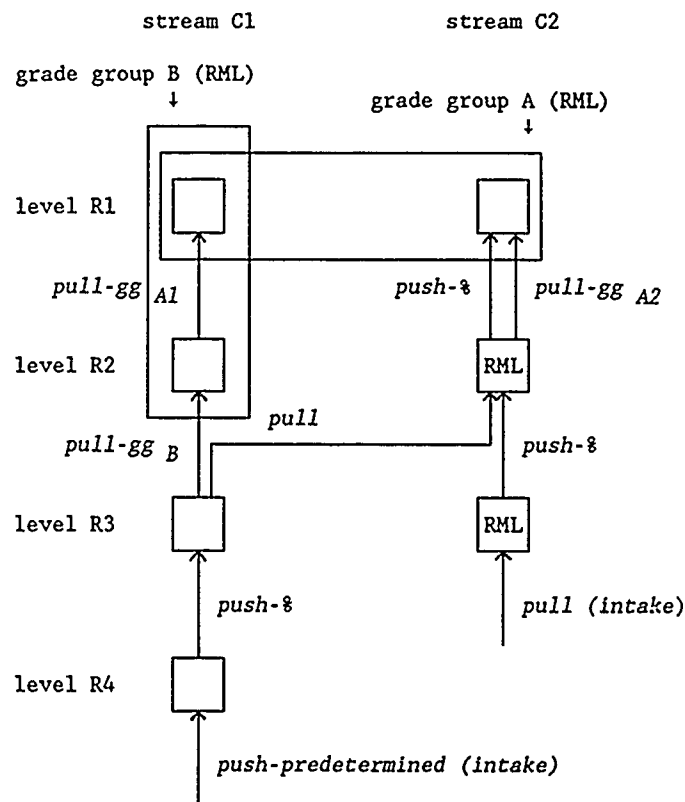 stream C1 stream C2
grade group B (RML)
↓
grade group A (RML)
↓
level R1
pull-gg A1 push-% pull-gg A2
level R2 RML
pull
pull-gg B push-%
level R3 RML
push-% pull (intake)
level R4
push-predetermined (intake)